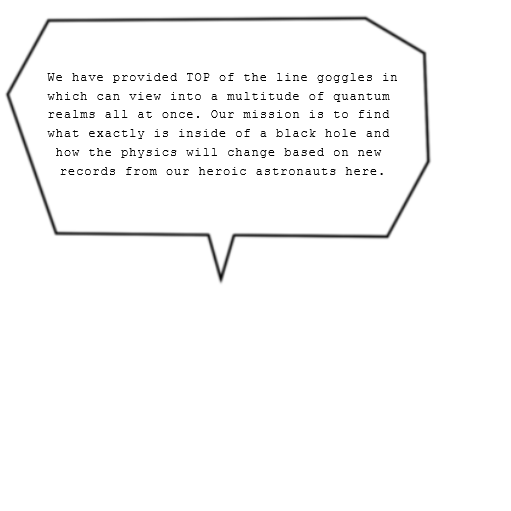 We have provided TOP of the line goggles in
which can view into a multitude of quantum
realms all at once. Our mission is to find
what exactly is inside of a black hole and
how the physics will change based on new
records from our heroic astronauts here.